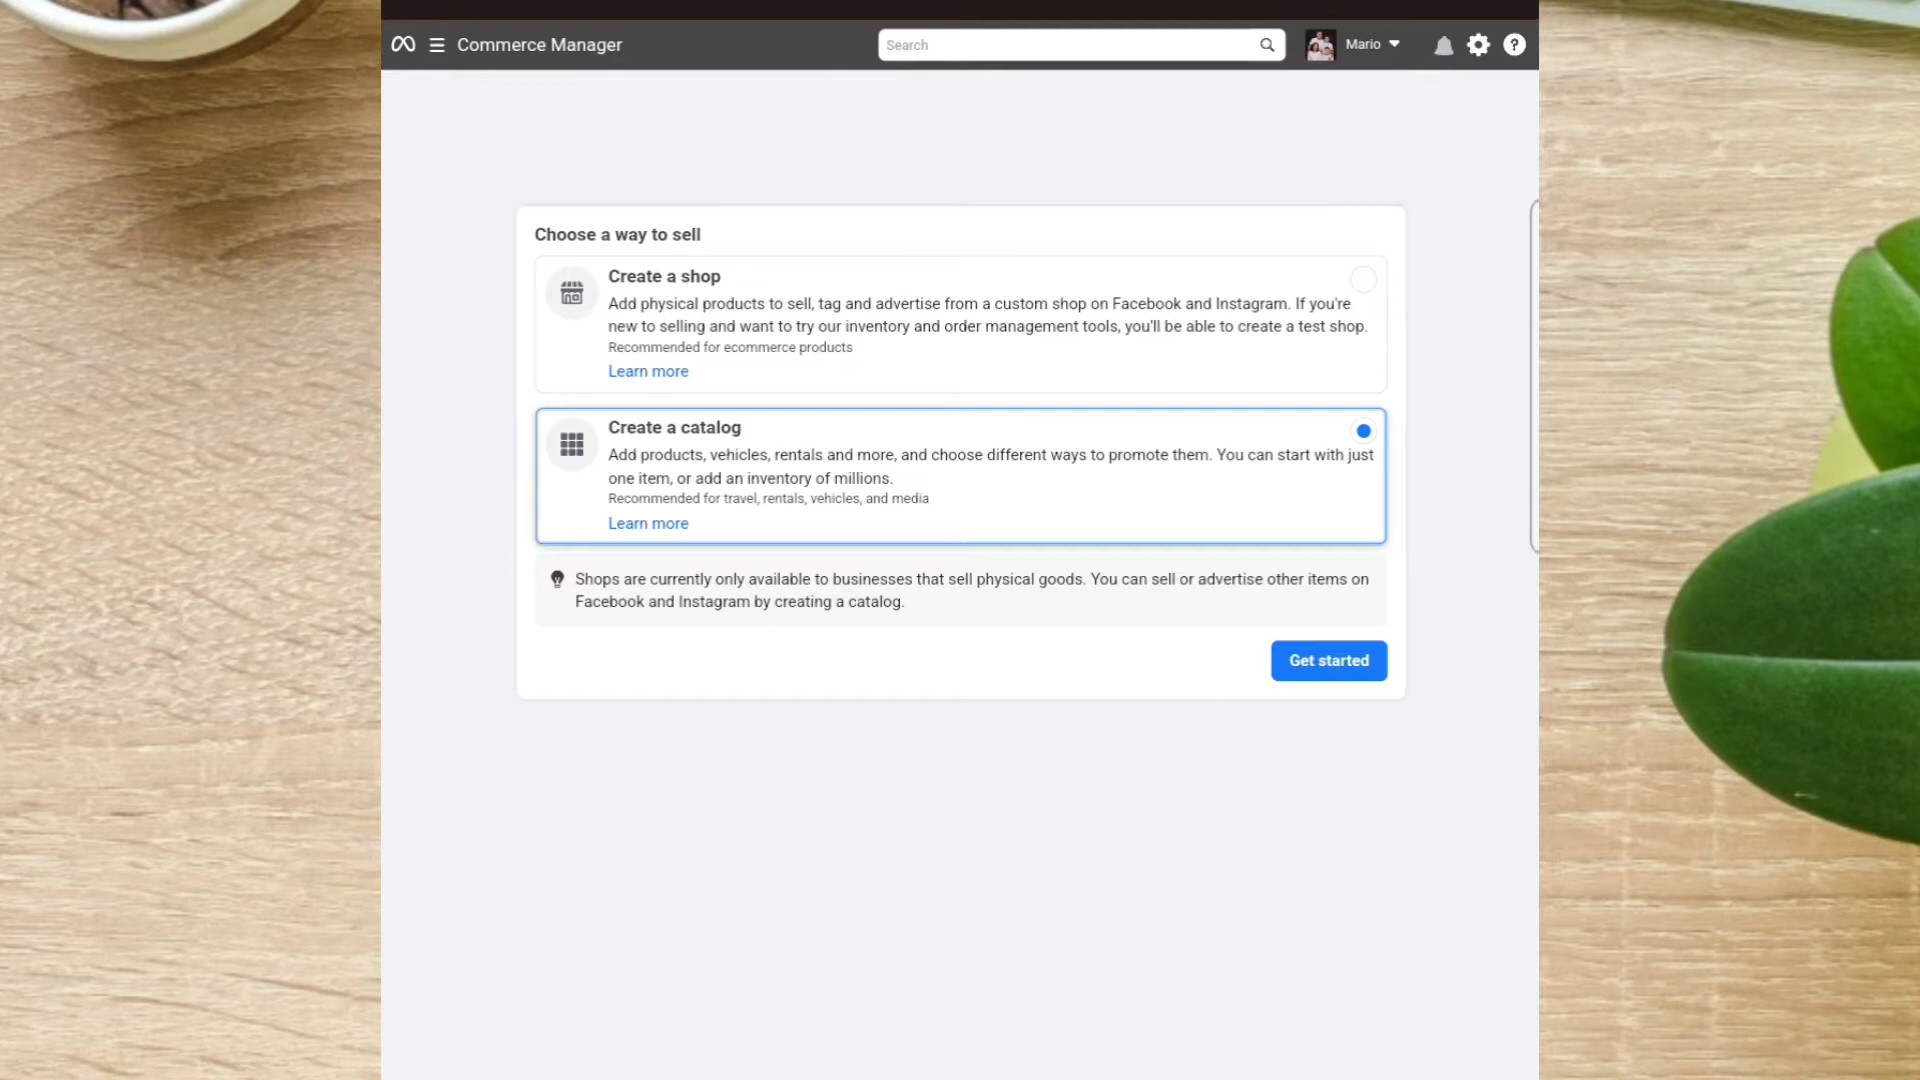 Commerce Manager
Search
Mario
Choose a way to sell
Create a shop
Add physical products to sell, tag and advertise from a custom shop on Facebook and Instagram. If you're
new to selling and want to try our inventory and order management tools, you'll be able to create a test shop.
Recommended for ecommerce products
Learn more
Create a catalog
Add products, vehicles, rentals and more, and choose different ways to promote them. You can start with just
one item, or add an inventory of millions.
Recommended for travel, rentals, vehicles, and media
Learn more
Shops are currently only available to businesses that sell physical goods. You can sell or advertise other items on
Facebook and Instagram by creating a catalog.
Get started